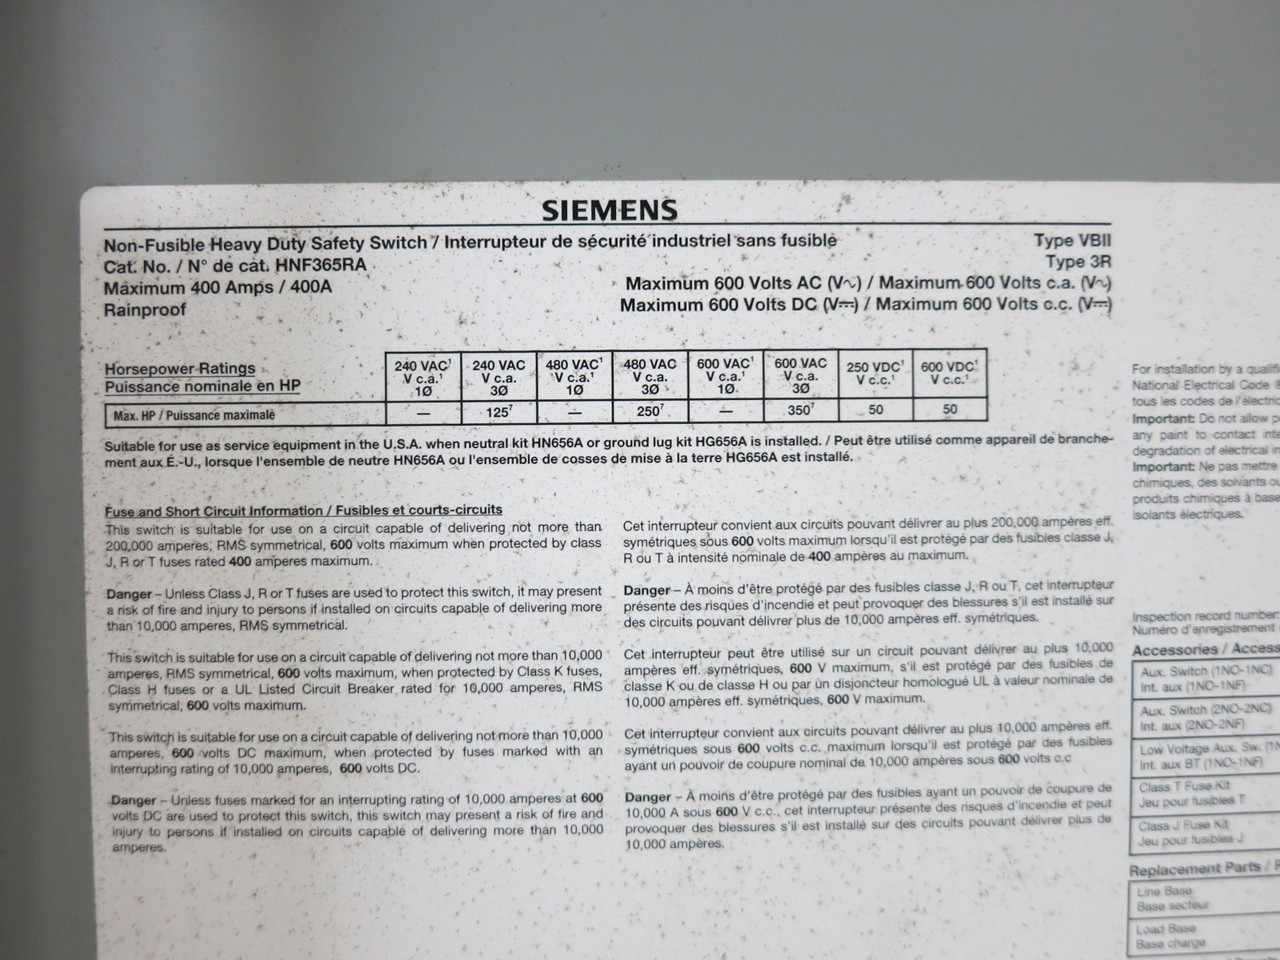 SIEMENS
Non-Fusible Heavy Duty Safety Switch / Interrupteur de sécurité industriel sans fusible
Type VBII
Cat. No. / N° de cat. HNF365RA
Type 3R
Maximum 400 Amps / 400A
Maximum 600 Volts AC (V~) / Maximum 600 Volts c.a. (V~)
Rainproof
Maximum 600 Volts DC (V⎓) / Maximum 600 Volts c.c. (V⎓)
Horsepower Ratings
Puissance nominale en HP
240 VAC¹ 240 VAC 480 VAC¹ 480 VAC 600 VAC¹ 600 VAC 250 VDC¹ 600 VDC¹
V c.a.¹ V c.a. V c.a.¹ V c.a. V c.a.¹ V c.a. V c.c.¹ V c.c.¹
1Ø 3Ø 1Ø 3Ø 1Ø 3Ø
Max. HP / Puissance maximale — 125⁷ — 250⁷ — 350⁷ 50 50
Suitable for use as service equipment in the U.S.A. when neutral kit HN656A or ground lug kit HG656A is installed. / Peut être utilisé comme appareil de branche-
ment aux É.-U., lorsque l'ensemble de neutre HN656A ou l'ensemble de cosses de mise à la terre HG656A est installé.
Fuse and Short Circuit Information / Fusibles et courts-circuits
This switch is suitable for use on a circuit capable of delivering not more than
200,000 amperes, RMS symmetrical, 600 volts maximum when protected by class
J, R or T fuses rated 400 amperes maximum.
Danger – Unless Class J, R or T fuses are used to protect this switch, it may present
a risk of fire and injury to persons if installed on circuits capable of delivering more
than 10,000 amperes, RMS symmetrical.
This switch is suitable for use on a circuit capable of delivering not more than 10,000
amperes, RMS symmetrical, 600 volts maximum, when protected by Class K fuses,
Class H fuses or a UL Listed Circuit Breaker rated for 10,000 amperes, RMS
symmetrical, 600 volts maximum.
This switch is suitable for use on a circuit capable of delivering not more than 10,000
amperes, 600 volts DC maximum, when protected by fuses marked with an
interrupting rating of 10,000 amperes, 600 volts DC.
Danger – Unless fuses marked for an interrupting rating of 10,000 amperes at 600
volts DC are used to protect this switch, this switch may present a risk of fire and
injury to persons if installed on circuits capable of delivering more than 10,000
amperes.
Cet interrupteur convient aux circuits pouvant délivrer au plus 200,000 ampères eff.
symétriques sous 600 volts maximum lorsqu'il est protégé par des fusibles classe J,
R ou T à intensité nominale de 400 ampères au maximum.
Danger – À moins d'être protégé par des fusibles classe J, R ou T, cet interrupteur
présente des risques d'incendie et peut provoquer des blessures s'il est installé sur
des circuits pouvant délivrer plus de 10,000 ampères eff. symétriques.
Cet interrupteur peut être utilisé sur un circuit pouvant délivrer au plus 10,000
ampères eff. symétriques, 600 V maximum, s'il est protégé par des fusibles de
classe K ou de classe H ou par un disjoncteur homologué UL à valeur nominale de
10,000 ampères eff. symétriques, 600 V maximum.
Cet interrupteur convient aux circuits pouvant délivrer au plus 10,000 ampères eff.
symétriques sous 600 volts c.c. maximum lorsqu'il est protégé par des fusibles
ayant un pouvoir de coupure nominal de 10,000 ampères sous 600 volts c.c
Danger – À moins d'être protégé par des fusibles ayant un pouvoir de coupure de
10,000 A sous 600 V c.c., cet interrupteur présente des risques d'incendie et peut
provoquer des blessures s'il est installé sur des circuits pouvant délivrer plus de
10,000 ampères.
For installation by a
National Electrical Code
tous les codes de
Important: Do not allow
any paint to contact
degradation of electrical
Important: Ne pas mettre
chimiques, des solvants
produits chimiques à base
isolants électriques.
Inspection record number:
Numéro d'enregistrement
Accessories /
Aux. Switch (1NO-1NC)
Int. aux (1NO-1NF)
Aux. Switch (2NO-2NC)
Int. aux (2NO-2NF)
Low Voltage Aux. Sw.
Int. aux BT (1NO-1NF)
Class T Fuse Kit
Jeu pour fusibles T
Class J Fuse Kit
Jeu pour fusibles J
Replacement Parts /
Line Base
Base secteur
Load Base
Base charge